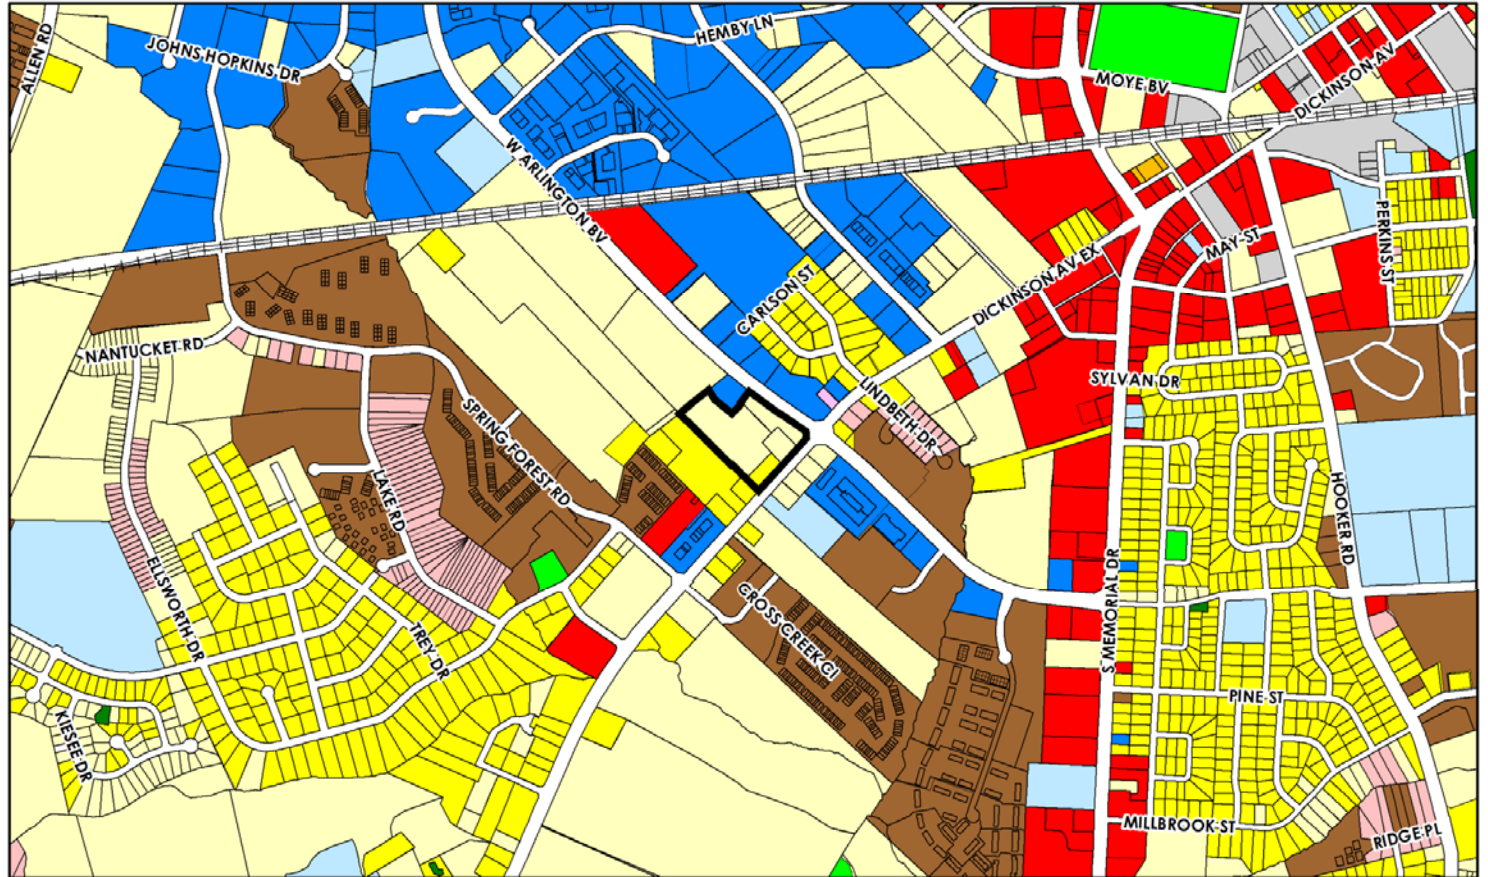 ALLEN RD
JOHNS HOPKINS DR
HEMBY LN
MOYE BV
DICKINSON AV
W ARLINGTON BV
PERKINS ST
MAY ST
DICKINSON AV EX
CARLSON ST
NANTUCKET RD
LINDBETH DR
SYLVAN DR
SPRING FOREST RD
LAKE RD
HOOKER RD
ELLSWORTH DR
S MEMORIAL DR
CROSS CREEK CI
TREY DR
PINE ST
KIESEE DR
MILLBROOK ST
RIDGE PL